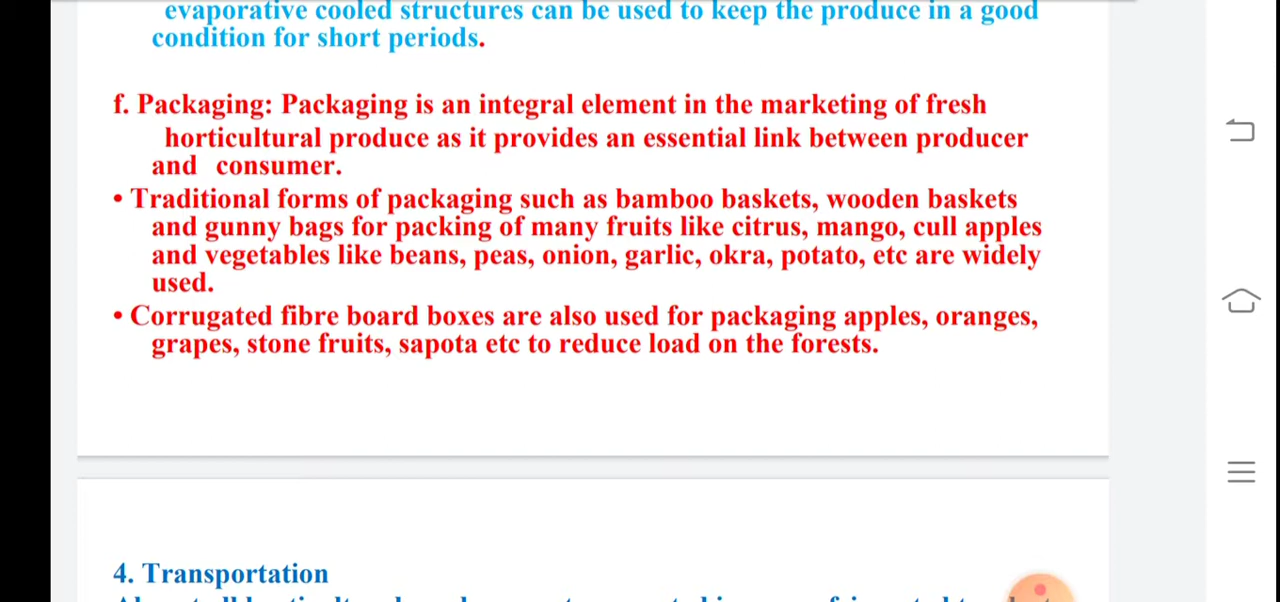 evaporative cooled structures can be used to keep the produce in a good
condition for short periods.
f. Packaging: Packaging is an integral element in the marketing of fresh
horticultural produce as it provides an essential link between producer
and consumer.
• Traditional forms of packaging such as bamboo baskets, wooden baskets
and gunny bags for packing of many fruits like citrus, mango, cull apples
and vegetables like beans, peas, onion, garlic, okra, potato, etc are widely
used.
• Corrugated fibre board boxes are also used for packaging apples, oranges,
grapes, stone fruits, sapota etc to reduce load on the forests.
4. Transportation